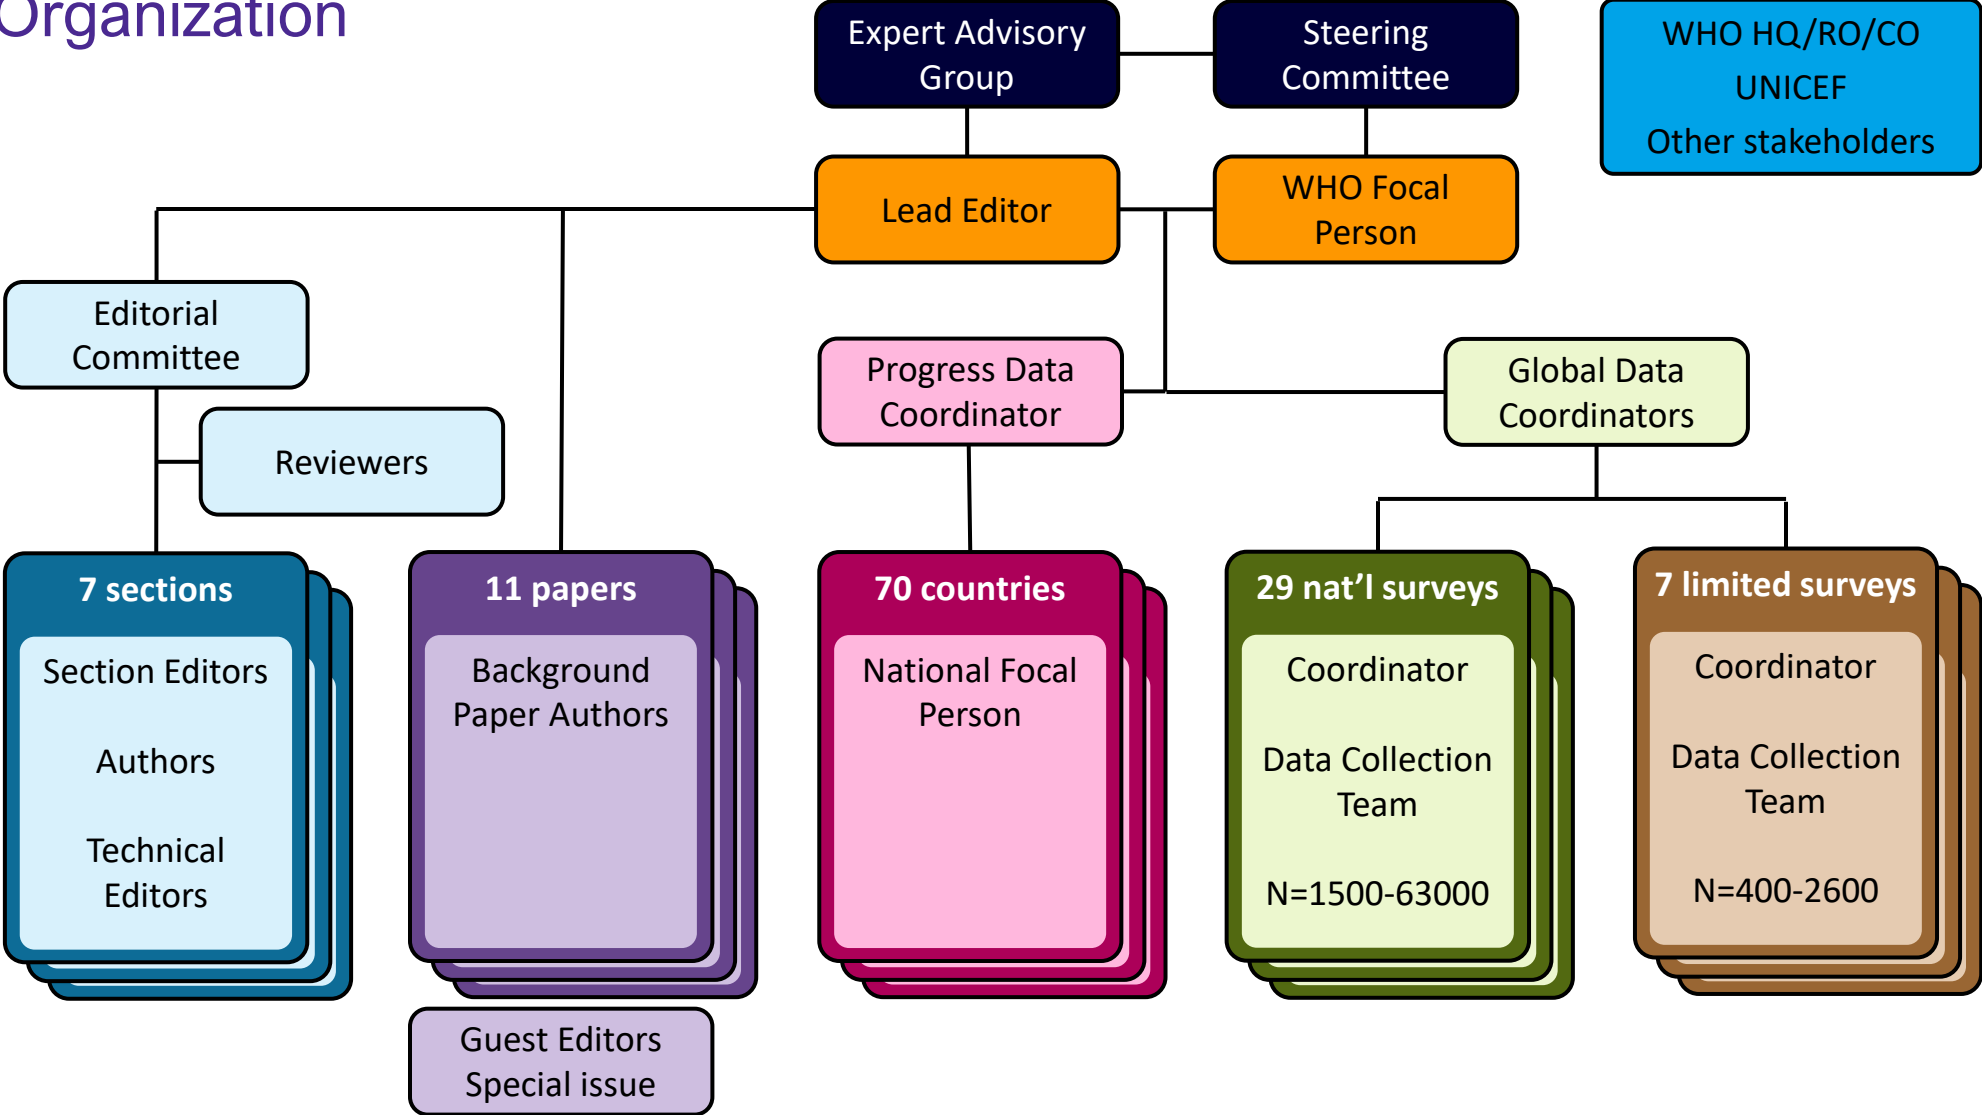 Organization
Expert Advisory
Group
Steering
Committee
WHO HQ/RO/CO
UNICEF
Other stakeholders
Lead Editor
WHO Focal
Person
Editorial
Committee
Reviewers
Progress Data
Coordinator
Global Data
Coordinators
7 sections
Section Editors
Authors
Technical
Editors
11 papers
Background
Paper Authors
Guest Editors
Special issue
70 countries
National Focal
Person
29 nat’l surveys
Coordinator
Data Collection
Team
N=1500-63000
7 limited surveys
Coordinator
Data Collection
Team
N=400-2600